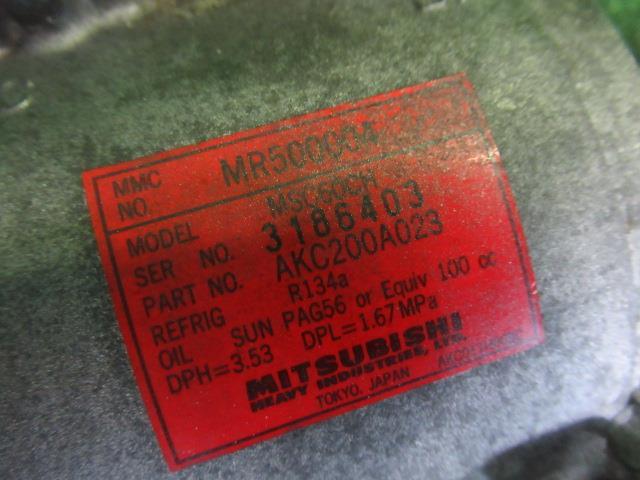 MMC NO. MR500004
MODEL MSC60CH
SER NO. 3186403
PART NO. AKC200A023
REFRIG R134a
OIL SUN PAG56 or Equiv 100 cc
DPH=3.53 DPL=1.67MPa
MITSUBISHI
HEAVY INDUSTRIES, LTD.
TOKYO, JAPAN